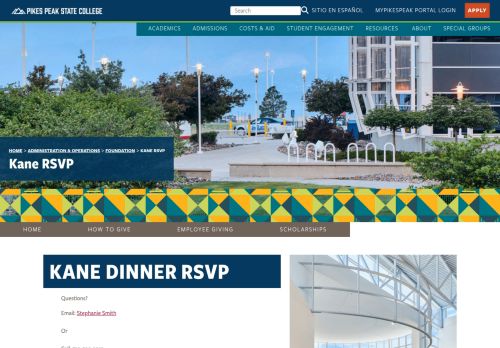 PIKES PEAK STATE COLLEGE
Search
SITIO EN ESPAÑOL
MYPIKESPEAK PORTAL LOGIN
APPLY
ACADEMICS ADMISSIONS COSTS & AID STUDENT ENGAGEMENT RESOURCES ABOUT SPECIAL GROUPS
HOME > ADMINISTRATION & OPERATIONS > FOUNDATION > KANE RSVP
Kane RSVP
HOME HOW TO GIVE EMPLOYEE GIVING SCHOLARSHIPS
KANE DINNER RSVP
Questions?
Email: Stephanie Smith
Or